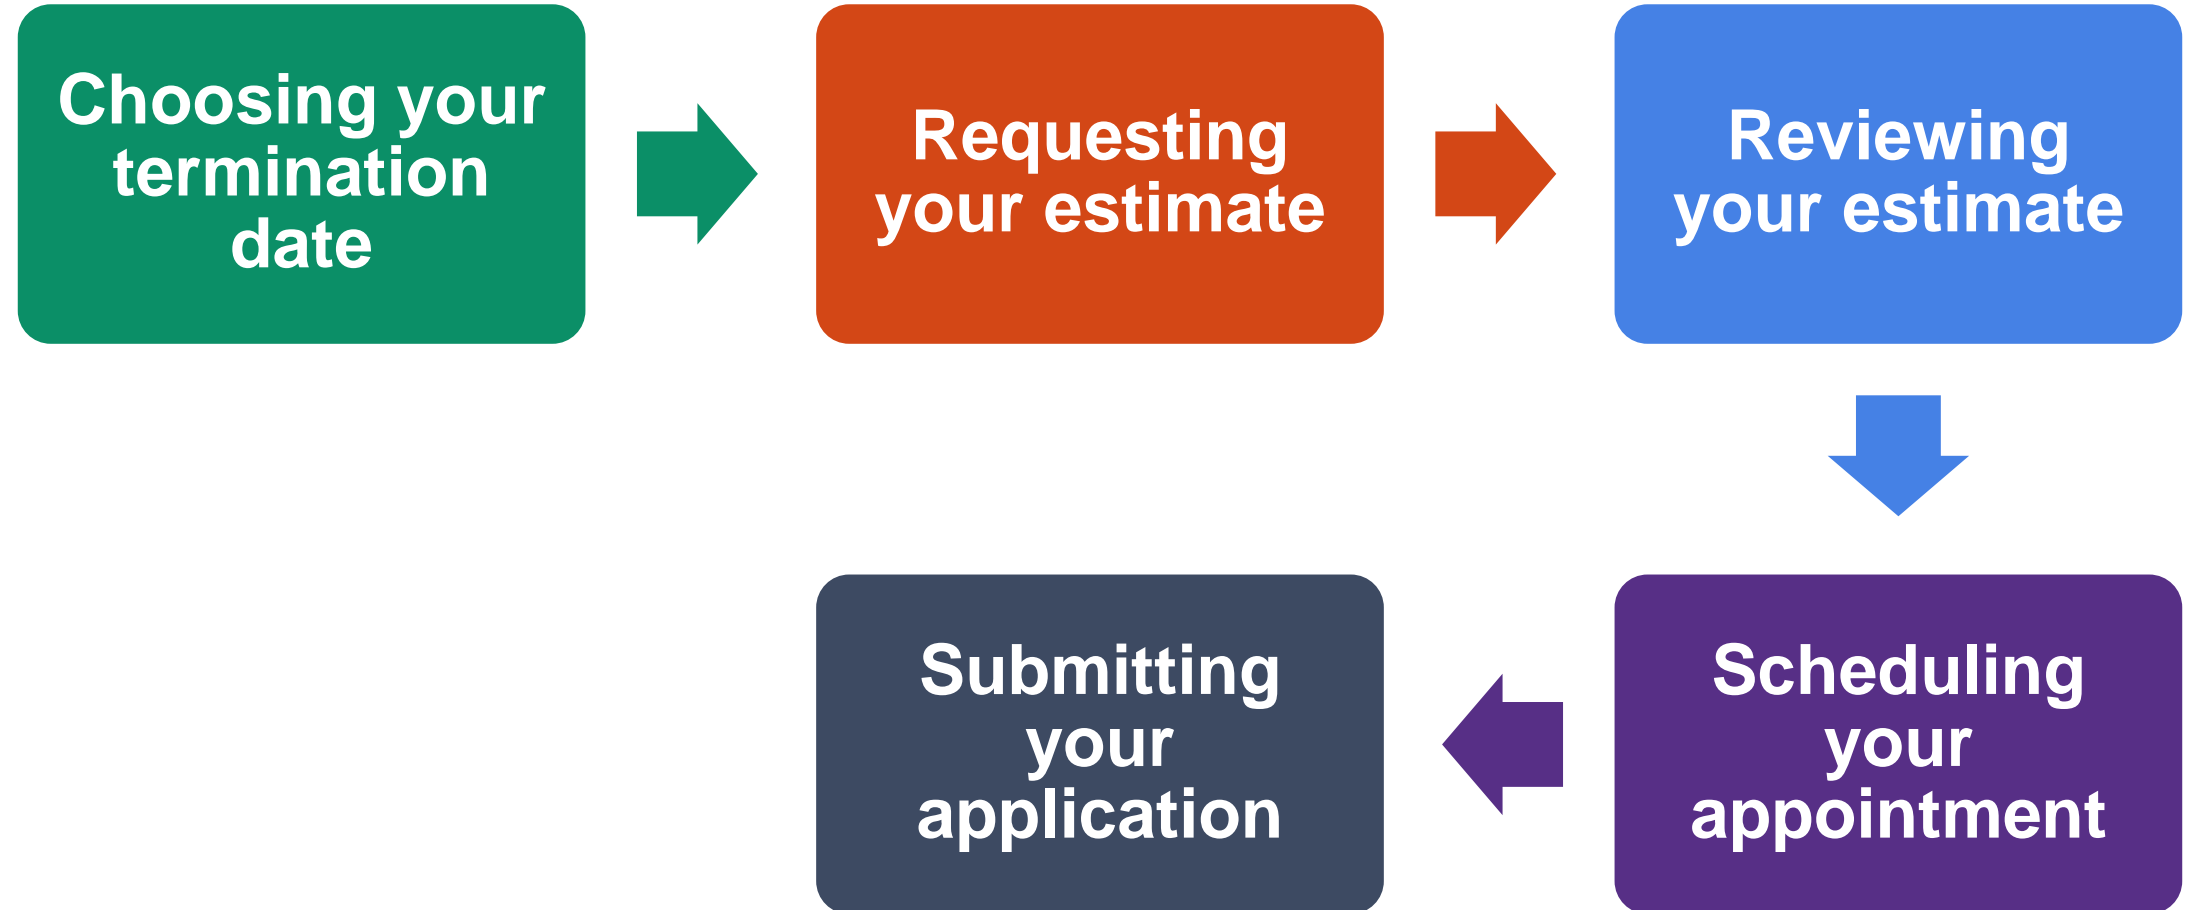 Choosing your
termination
date
Requesting
your estimate
Reviewing
your estimate
Scheduling
your
appointment
Submitting
your
application